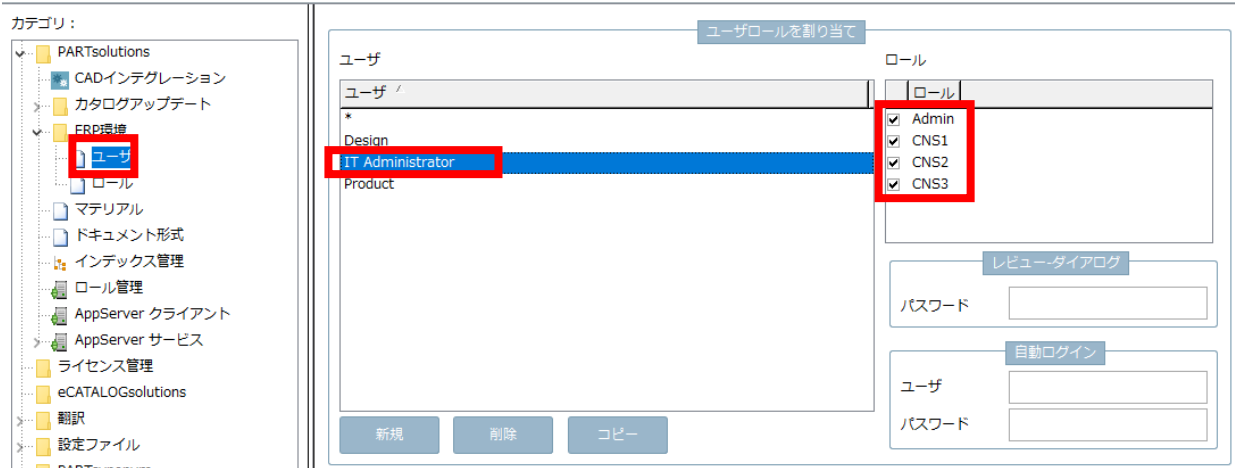 カテゴリ：
PARTsolutions
CADインテグレーション
カタログアップデート
ERP環境
ユーザ
ロール
マテリアル
ドキュメント形式
インデックス管理
ロール管理
AppServer クライアント
AppServer サービス
ライセンス管理
eCATALOGsolutions
翻訳
設定ファイル
ユーザロールを割り当て
ユーザ
ユーザ
*
Design
IT Administrator
Product
新規 削除 コピー
ロール
ロール
Admin
CNS1
CNS2
CNS3
レビュー-ダイアログ
パスワード
自動ログイン
ユーザ
パスワード